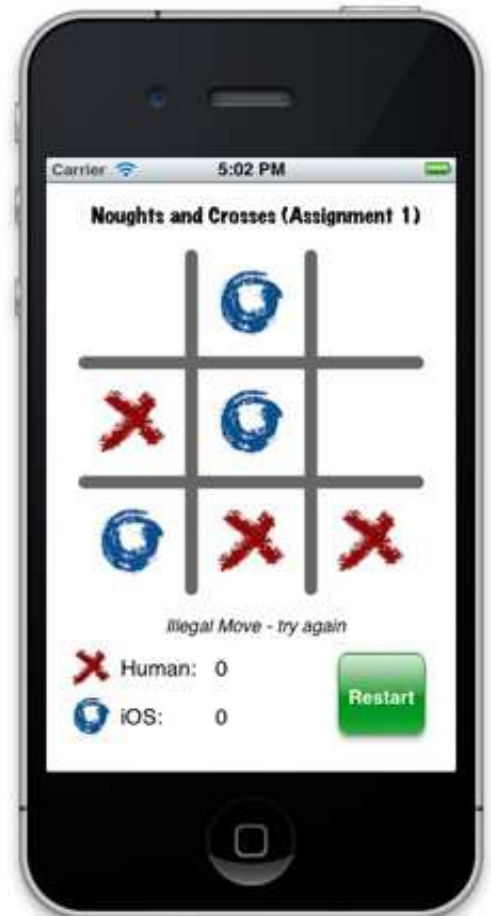 Carrier 5:02 PM
Noughts and Crosses (Assignment 1)
Illegal Move - try again
Human: 0
iOS: 0
Restart